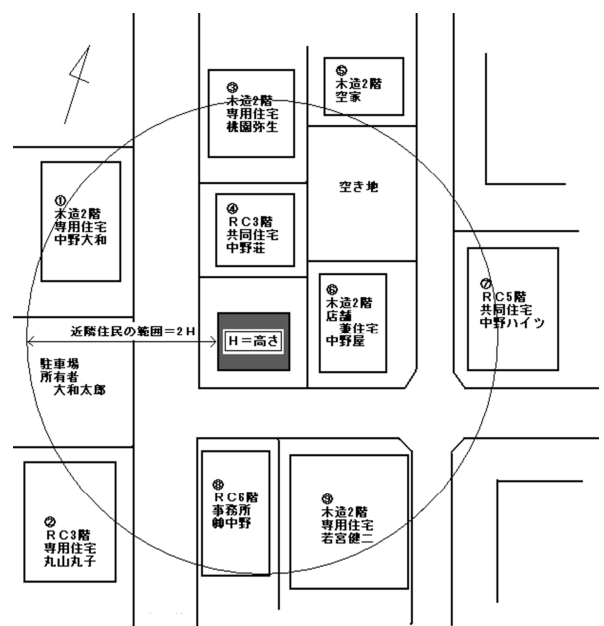 ③
木造2階
専用住宅
桃園弥生
⑤
木造2階
空家
①
木造2階
専用住宅
中野大和
④
RC3階
共同住宅
中野荘
空き地
⑥
木造2階
店舗
兼住宅
中野屋
⑦
RC5階
共同住宅
中野ハイツ
近隣住民の範囲=2H
H=高さ
駐車場
所有者
大和太郎
②
RC3階
専用住宅
丸山丸子
⑧
RC6階
事務所
㈱中野
⑨
木造2階
専用住宅
若宮健二